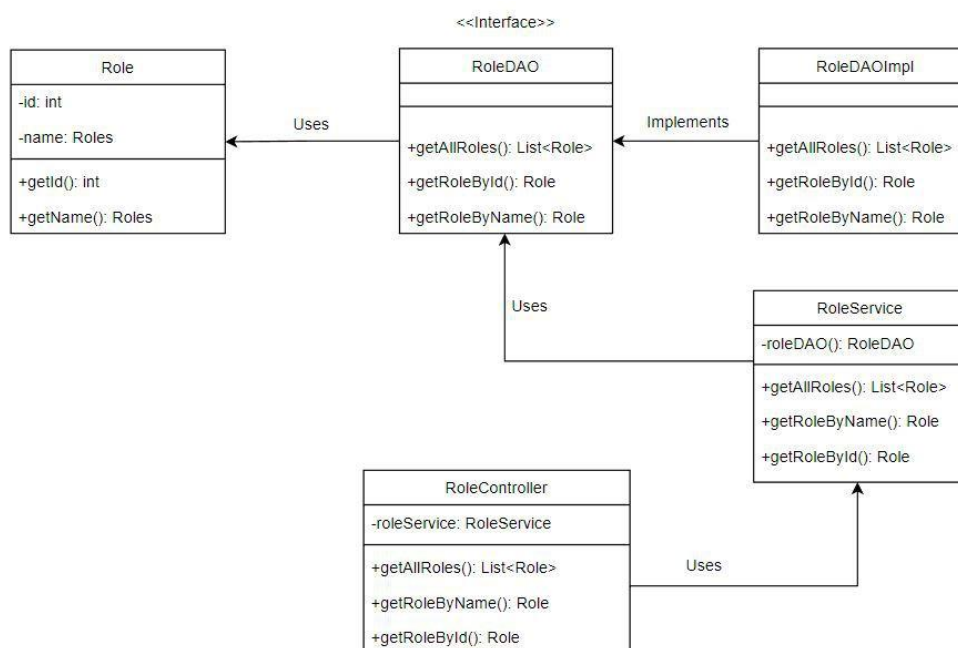 <<Interface>>
Role
-id: int
-name: Roles
+getId(): int
+getName(): Roles
Uses
RoleDAO
+getAllRoles(): List<Role>
+getRoleById(): Role
+getRoleByName(): Role
Implements
RoleDAOImpl
+getAllRoles(): List<Role>
+getRoleById(): Role
+getRoleByName(): Role
Uses
RoleService
-roleDAO(): RoleDAO
+getAllRoles(): List<Role>
+getRoleByName(): Role
+getRoleById(): Role
RoleController
-roleService: RoleService
+getAllRoles(): List<Role>
+getRoleByName(): Role
+getRoleById(): Role
Uses